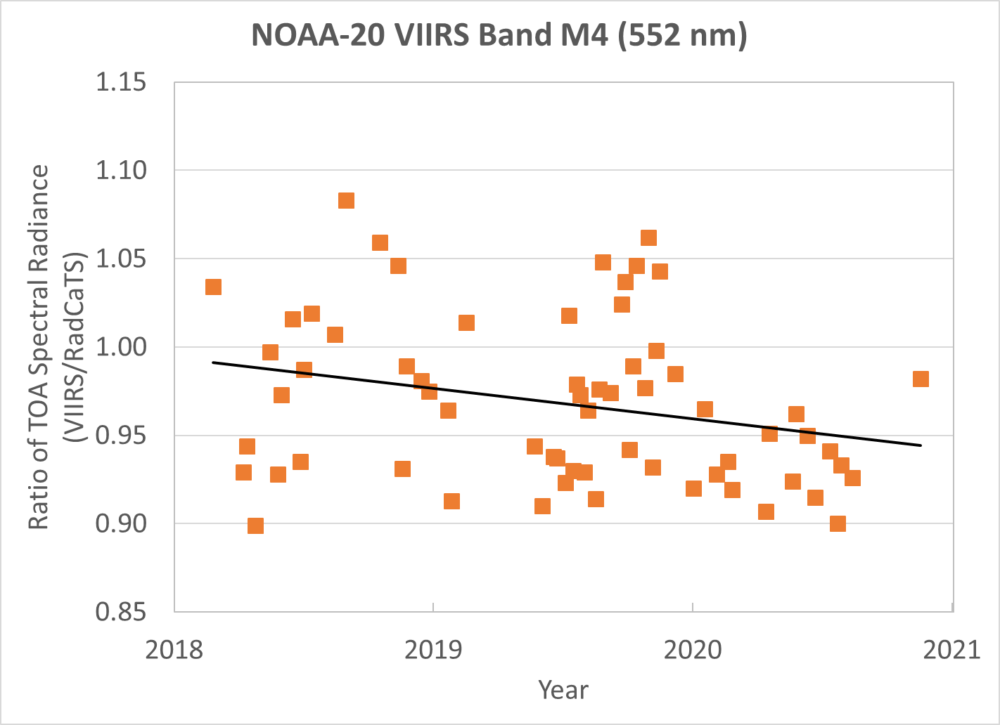 NOAA-20 VIIRS Band M4 (552 nm)
Ratio of TOA Spectral Radiance
(VIIRS/RadCaTS)
1.15
1.10
1.05
1.00
0.95
0.90
0.85
2018
2019
2020
2021
Year